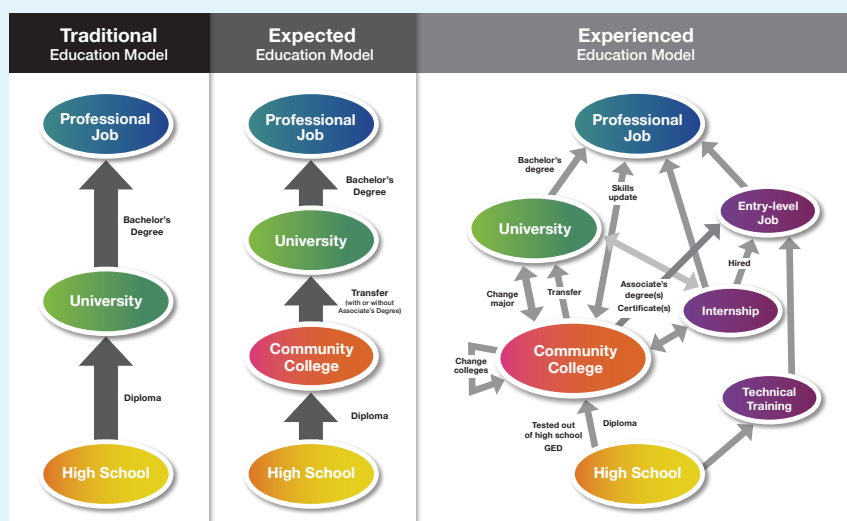 Traditional
Education Model
Professional
Job
Bachelor's
Degree
University
Diploma
High School
Expected
Education Model
Professional
Job
Bachelor's
Degree
University
Transfer
(with or without
Associate's Degree)
Community
College
Diploma
High School
Experienced
Education Model
Professional
Job
Bachelor's
degree
Skills
update
Entry-level
Job
University
Hired
Associate's
degree(s)
Certificate(s)
Change
major
Transfer
Internship
Community
College
Change
colleges
Technical
Training
Tested out
of high school
GED
Diploma
High School